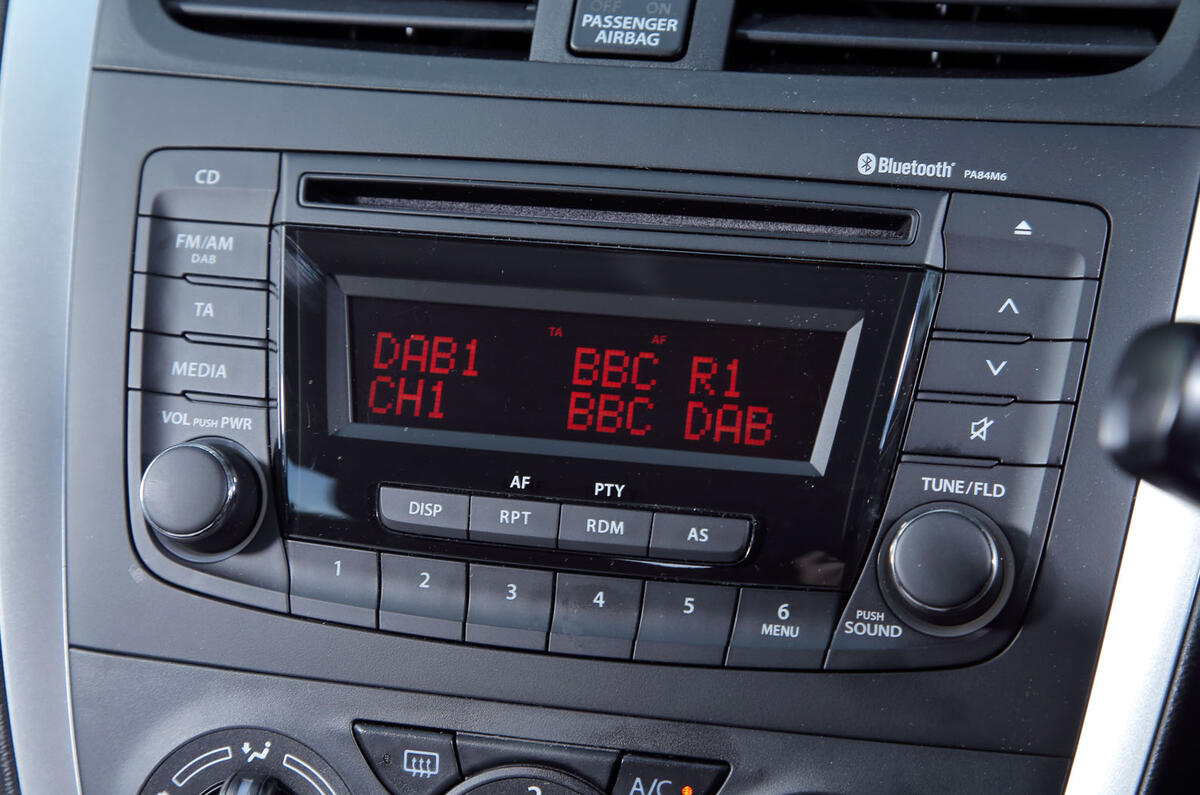 OFF ON
PASSENGER
AIRBAG
Bluetooth PA84M6
CD
FM/AM
DAB
TA
MEDIA
VOL PUSH PWR
TA AF
DAB1 BBC R1
CH1 BBC DAB
AF PTY
DISP RPT RDM AS
TUNE/FLD
1 2 3 4 5 6
MENU
PUSH
SOUND
A/C